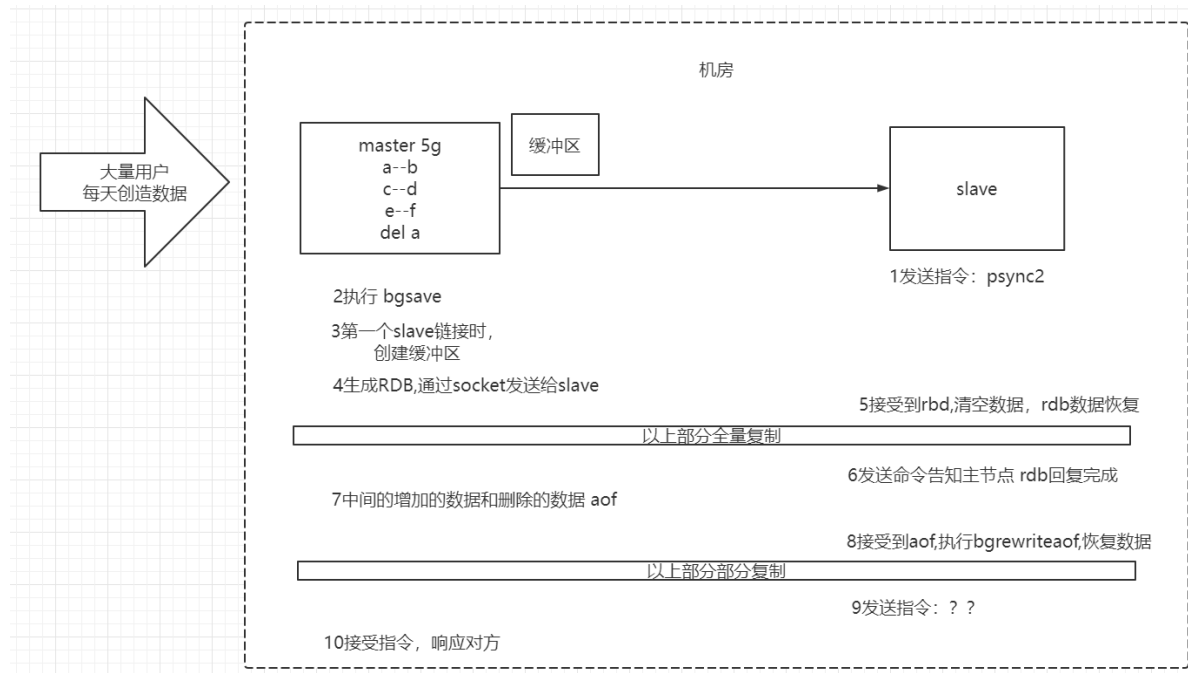 机房
大量用户
每天创造数据
master 5g
a--b
c--d
e--f
del a
缓冲区
slave
1发送指令：psync2
2执行 bgsave
3第一个slave链接时，
创建缓冲区
4生成RDB,通过socket发送给slave
5接受到rbd,清空数据，rdb数据恢复
以上部分全量复制
6发送命令告知主节点 rdb回复完成
7中间的增加的数据和删除的数据 aof
8接受到aof,执行bgrewriteaof,恢复数据
以上部分部分复制
9发送指令：？？
10接受指令，响应对方